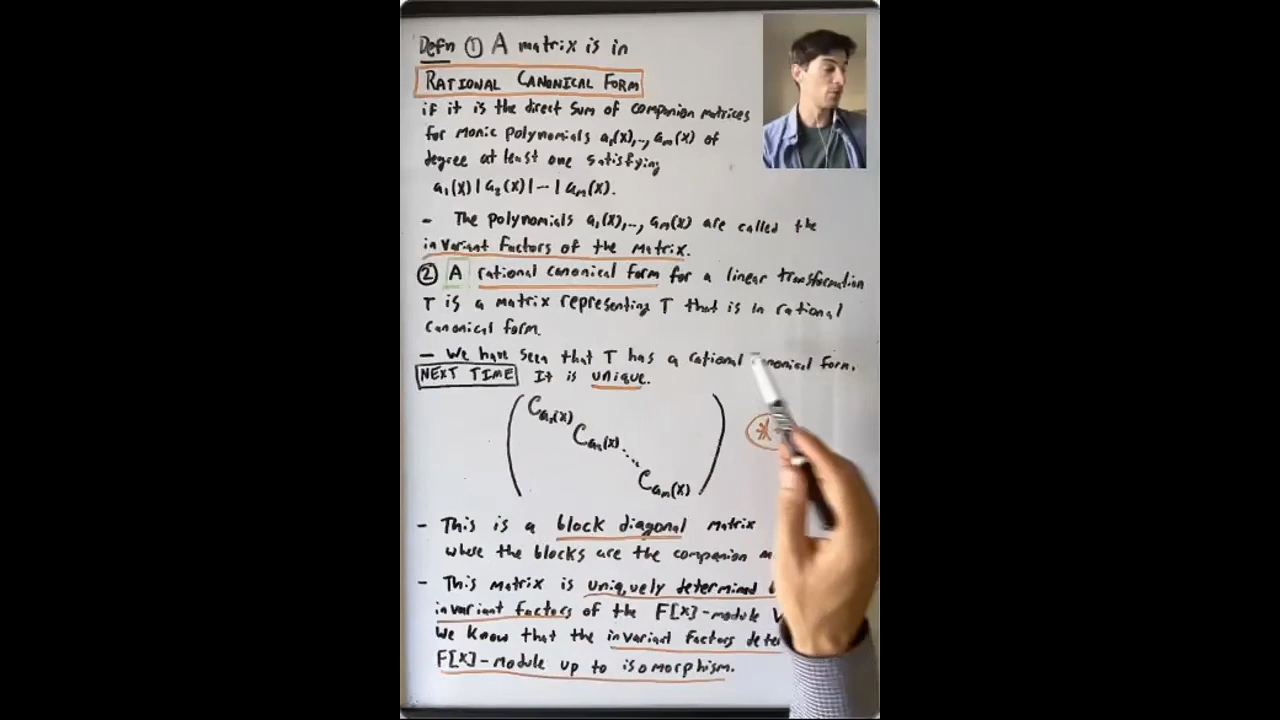 Defn ① A matrix is in
RATIONAL CANONICAL FORM
if it is the direct sum of companion matrices
for monic polynomials a₁(x),.., aₘ(x) of
degree at least one satisfying
a₁(x) | a₂(x) | -- | aₘ(x).
- The polynomials a₁(x),.., aₘ(x) are called the
invariant factors of the matrix.
② A rational canonical form for a linear transformation
T is a matrix representing T that is in rational
canonical form.
- We have seen that T has a rational canonical form.
NEXT TIME It is unique.
C a₁(x)
C a₂(x)
⋱
C aₘ(x)
*
- This is a block diagonal matrix
where the blocks are the companion
- This matrix is uniquely determined
invariant factors of the F[x]-module V
We know that the invariant factors
F[x]-module up to isomorphism.